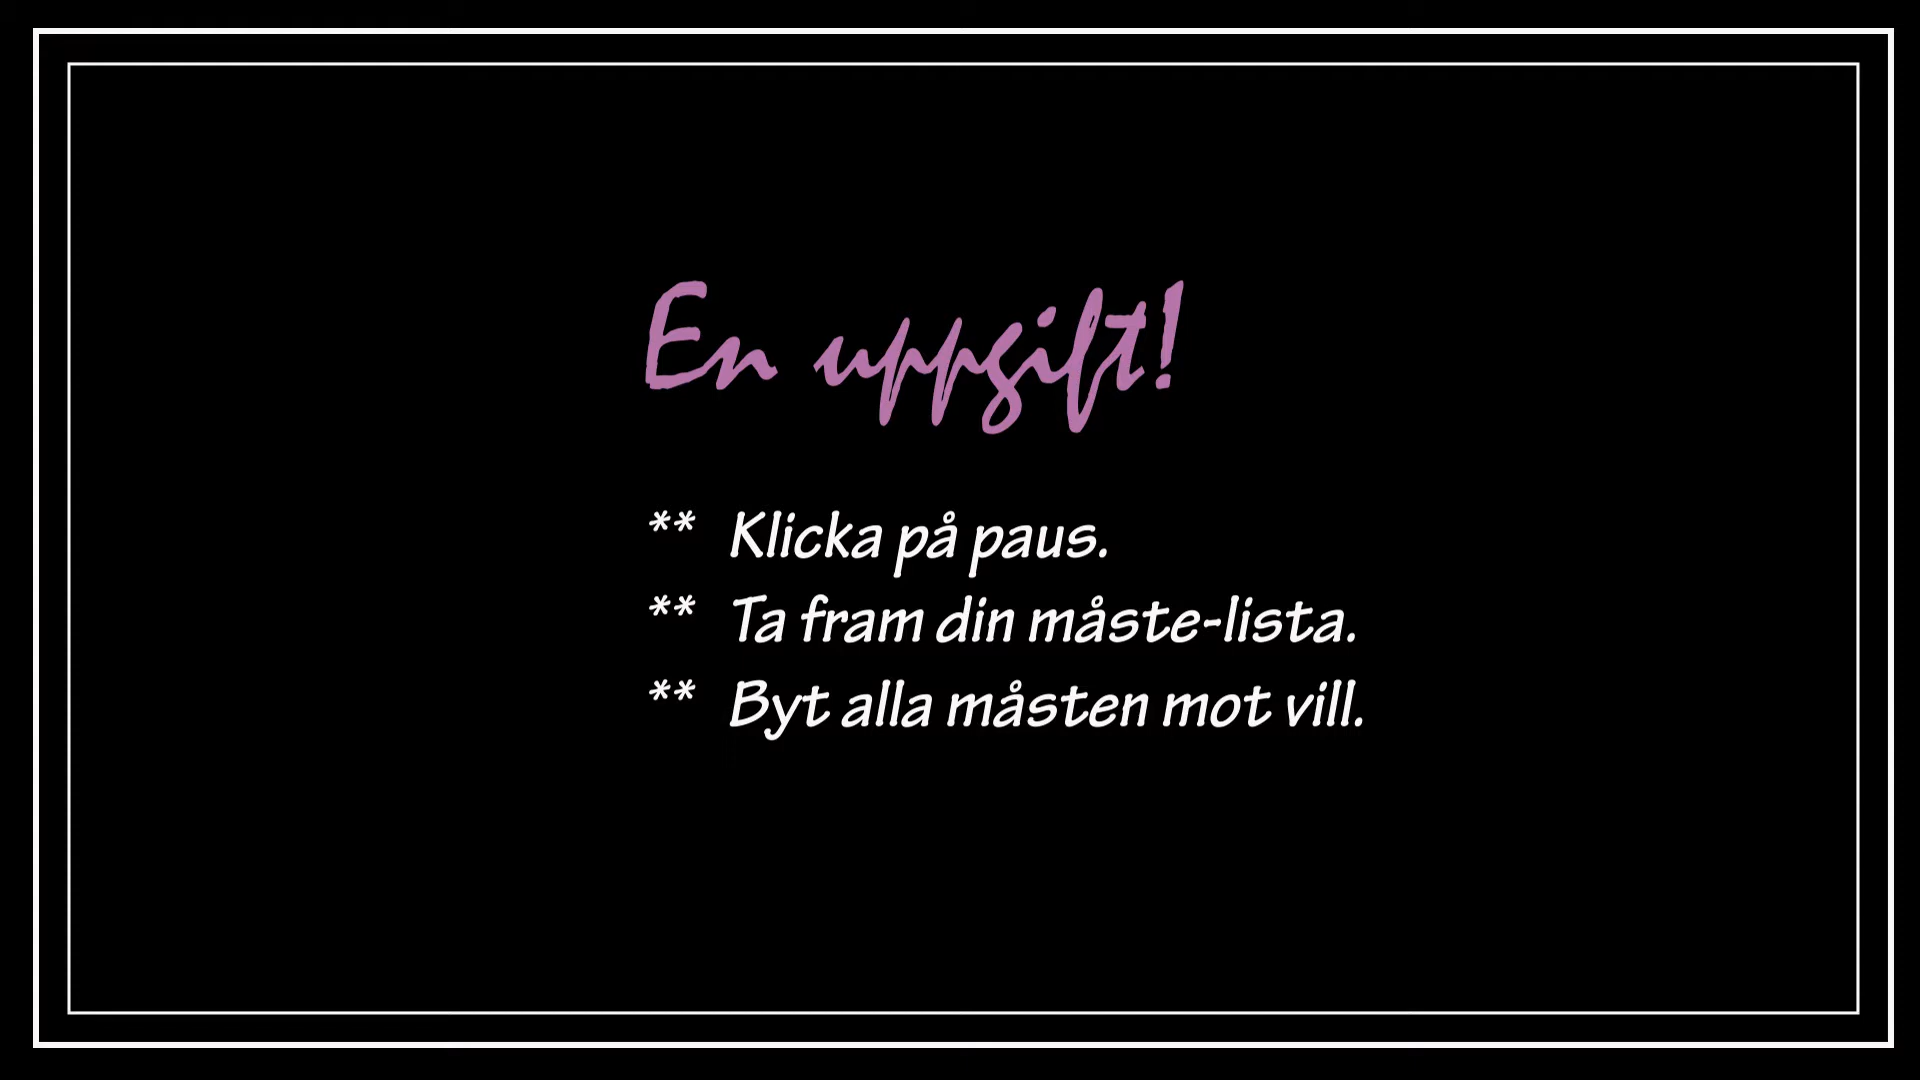 En uppgift!
** Klicka på paus.
** Ta fram din måste-lista.
** Byt alla måsten mot vill.